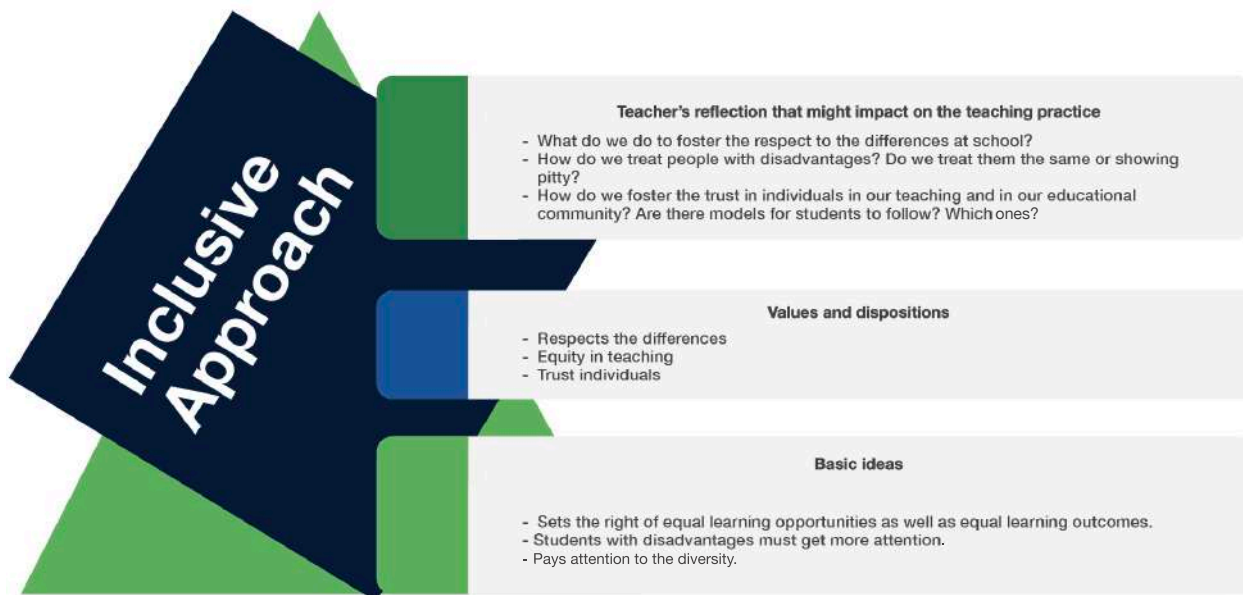 Inclusive
Approach
Teacher's reflection that might impact on the teaching practice
- What do we do to foster the respect to the differences at school?
- How do we treat people with disadvantages? Do we treat them the same or showing
pitty?
- How do we foster the trust in individuals in our teaching and in our educational
community? Are there models for students to follow? Which ones?
Values and dispositions
- Respects the differences
- Equity in teaching
- Trust individuals
Basic ideas
- Sets the right of equal learning opportunities as well as equal learning outcomes.
- Students with disadvantages must get more attention.
- Pays attention to the diversity.